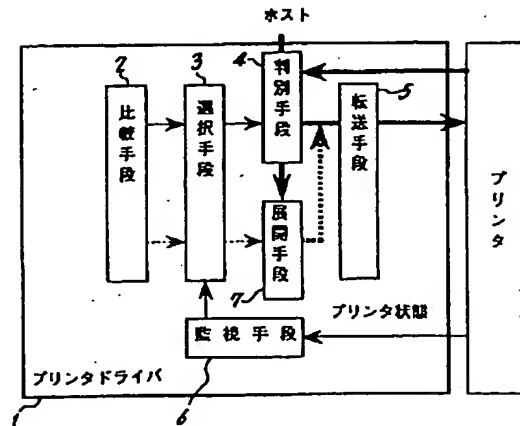 ホスト
2
比較手段
3
選択手段
4
判別手段
5
転送手段
展開手段
7
プリンタ
プリンタ状態
監視手段
6
プリンタドライバ
1